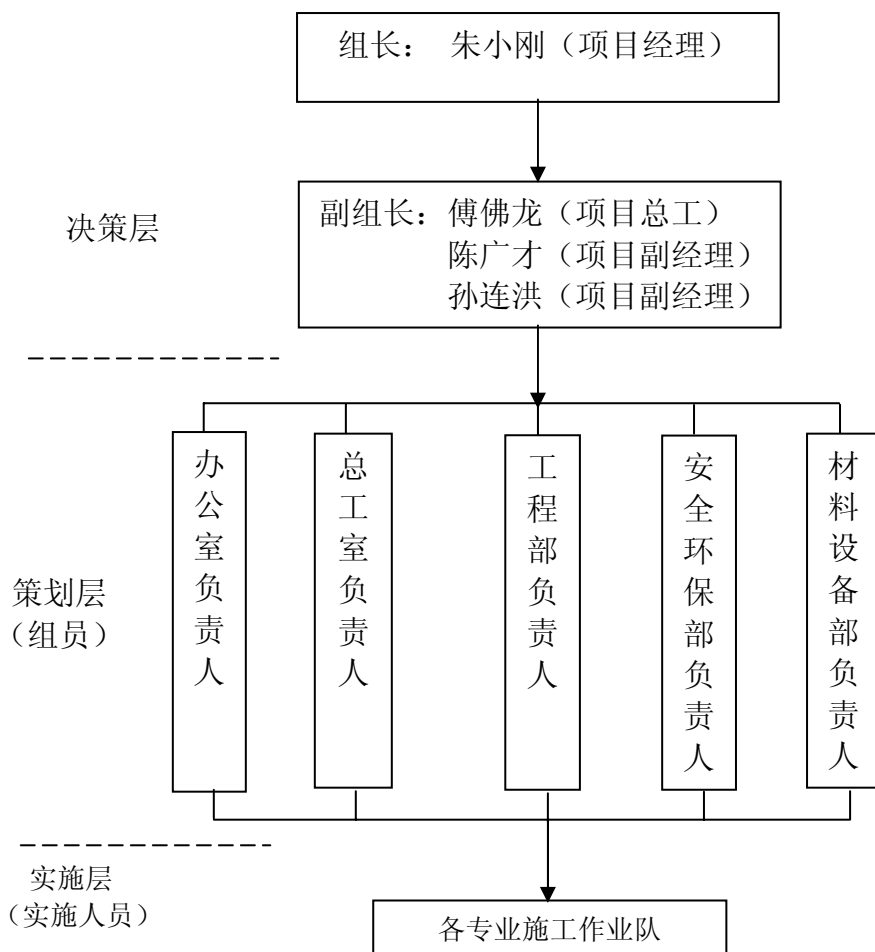 组长： 朱小刚（项目经理）
决策层
副组长：傅佛龙（项目总工）
陈广才（项目副经理）
孙连洪（项目副经理）
办公室负责人
总工室负责人
工程部负责人
安全环保部负责人
材料设备部负责人
策划层
（组员）
实施层
（实施人员）
各专业施工作业队